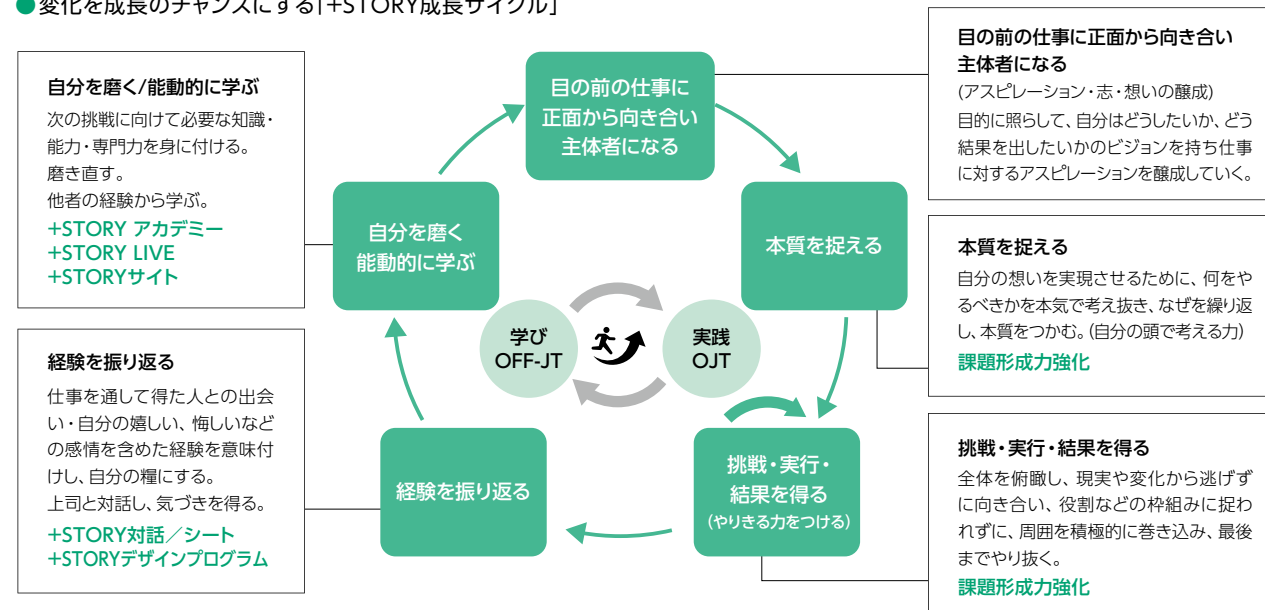 ●変化を成長のチャンスにする「+STORY成長サイクル」
目の前の仕事に
正面から向き合い
主体者になる
本質を捉える
挑戦・実行・
結果を得る
(やりきる力をつける)
経験を振り返る
自分を磨く
能動的に学ぶ
学び
OFF-JT
実践
OJT
自分を磨く/能動的に学ぶ
次の挑戦に向けて必要な知識・
能力・専門力を身に付ける。
磨き直す。
他者の経験から学ぶ。
+STORY アカデミー
+STORY LIVE
+STORYサイト
経験を振り返る
仕事を通して得た人との出会
い・自分の嬉しい、悔しいなど
の感情を含めた経験を意味付
けし、自分の糧にする。
上司と対話し、気づきを得る。
+STORY対話／シート
+STORYデザインプログラム
目の前の仕事に正面から向き合い
主体者になる
(アスピレーション・志・想いの醸成)
目的に照らして、自分はどうしたいか、どう
結果を出したいかのビジョンを持ち仕事
に対するアスピレーションを醸成していく。
本質を捉える
自分の想いを実現させるために、何をや
るべきかを本気で考え抜き、なぜを繰り返
し、本質をつかむ。(自分の頭で考える力)
課題形成力強化
挑戦・実行・結果を得る
全体を俯瞰し、現実や変化から逃げず
に向き合い、役割などの枠組みに捉わ
れずに、周囲を積極的に巻き込み、最後
までやり抜く。
課題形成力強化